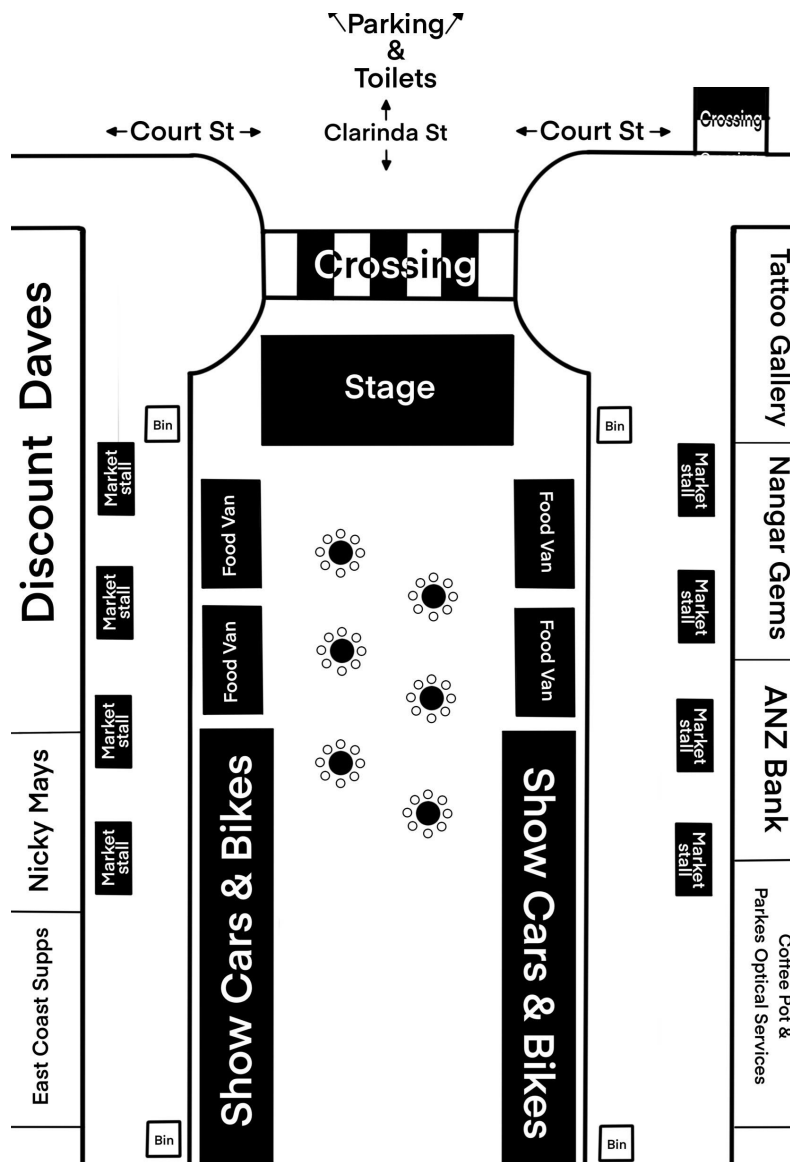 Parking
&
Toilets
Court St
Clarinda St
Court St
Crossing
Crossing
Stage
Discount Daves
Tattoo Gallery
Bin
Bin
Market
stall
Food Van
Food Van
Market
stall
Nangar Gems
Market
stall
Food Van
Food Van
Market
stall
Market
stall
Market
stall
ANZ Bank
Nicky Mays
Show Cars & Bikes
Show Cars & Bikes
Market
stall
Market
stall
East Coast Supps
Coffee Pot &
Parkes Optical Services
Bin
Bin